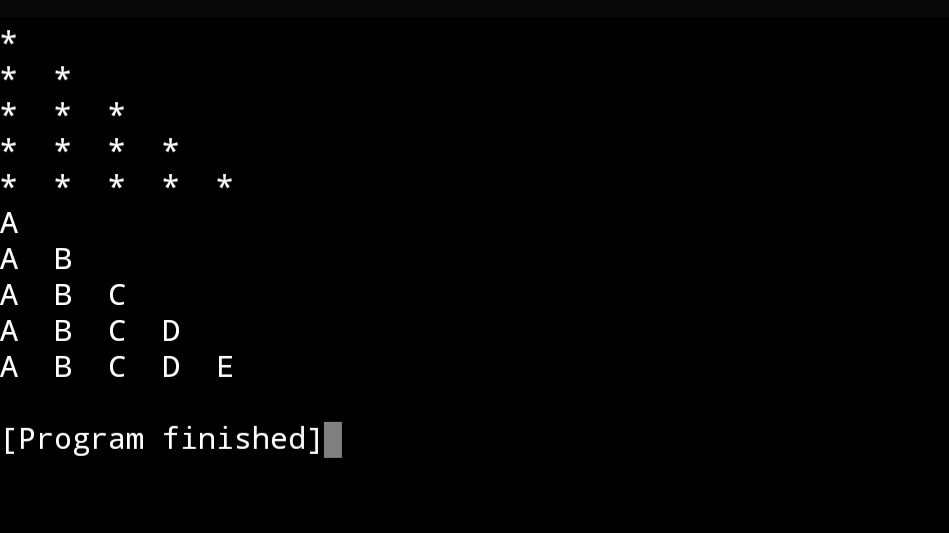 *
*  *
*  *  *
*  *  *  *
*  *  *  *  *
A
A  B
A  B  C
A  B  C  D
A  B  C  D  E
[Program finished]